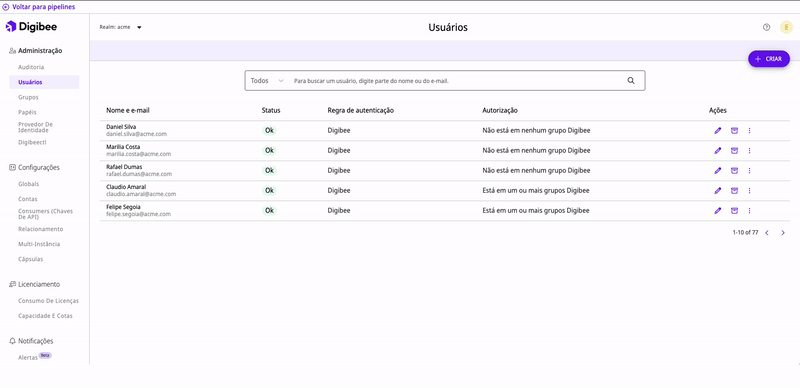 Voltar para pipelines
Digibee
Realm: acme
Usuários
E
Administração
Auditoria
Usuários
Grupos
Papéis
Provedor De
Identidade
Digibeectl
Configurações
Globals
Contas
Consumers (Chaves
De API)
Relacionamento
Multi-Instância
Cápsulas
Licenciamento
Consumo De Licenças
Capacidade E Cotas
Notificações
Alertas Beta
+ CRIAR
Todos Para buscar um usuário, digite parte do nome ou do e-mail.
Nome e e-mail Status Regra de autenticação Autorização Ações
Daniel Silva
daniel.silva@acme.com Ok Digibee Não está em nenhum grupo Digibee
Marilia Costa
marilia.costa@acme.com Ok Digibee Não está em nenhum grupo Digibee
Rafael Dumas
rafael.dumas@acme.com Ok Digibee Não está em nenhum grupo Digibee
Claudio Amaral
claudio.amaral@acme.com Ok Digibee Está em um ou mais grupos Digibee
Felipe Segoia
felipe.segoia@acme.com Ok Digibee Está em um ou mais grupos Digibee
1-10 of 77